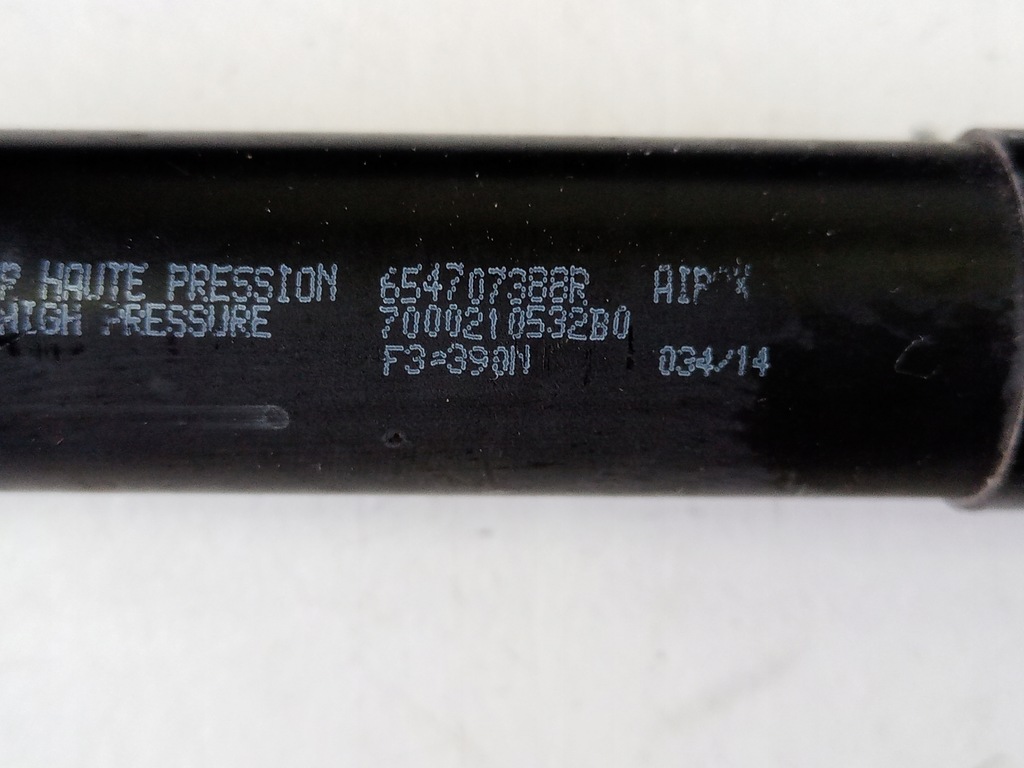 HAUTE PRESSION 654707388R
HIGH PRESSURE 7000210532B0
F3=390N 034/14